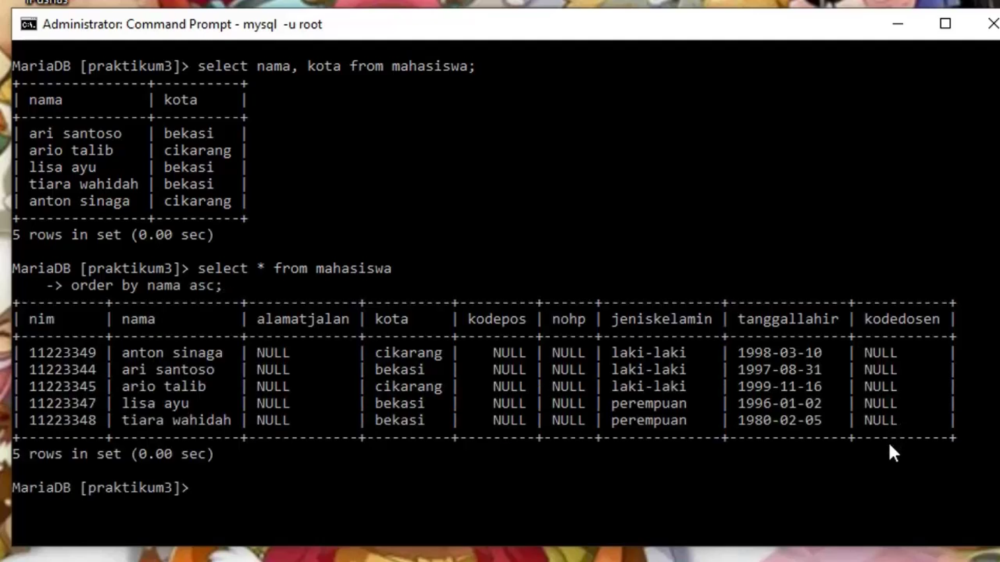 Administrator: Command Prompt - mysql -u root
MariaDB [praktikum3]> select nama, kota from mahasiswa;
+---------------+----------+
| nama          | kota     |
+---------------+----------+
| ari santoso   | bekasi   |
| ario talib    | cikarang |
| lisa ayu      | bekasi   |
| tiara wahidah | bekasi   |
| anton sinaga  | cikarang |
+---------------+----------+
5 rows in set (0.00 sec)
MariaDB [praktikum3]> select * from mahasiswa
    -> order by nama asc;
+----------+---------------+-------------+----------+---------+------+--------------+--------------+-----------+
| nim      | nama          | alamatjalan | kota     | kodepos | nohp | jeniskelamin | tanggallahir | kodedosen |
+----------+---------------+-------------+----------+---------+------+--------------+--------------+-----------+
| 11223349 | anton sinaga  | NULL        | cikarang |    NULL | NULL | laki-laki    | 1998-03-10   | NULL      |
| 11223344 | ari santoso   | NULL        | bekasi   |    NULL | NULL | laki-laki    | 1997-08-31   | NULL      |
| 11223345 | ario talib    | NULL        | cikarang |    NULL | NULL | laki-laki    | 1999-11-16   | NULL      |
| 11223347 | lisa ayu      | NULL        | bekasi   |    NULL | NULL | perempuan    | 1996-01-02   | NULL      |
| 11223348 | tiara wahidah | NULL        | bekasi   |    NULL | NULL | perempuan    | 1980-02-05   | NULL      |
+----------+---------------+-------------+----------+---------+------+--------------+--------------+-----------+
5 rows in set (0.00 sec)
MariaDB [praktikum3]>